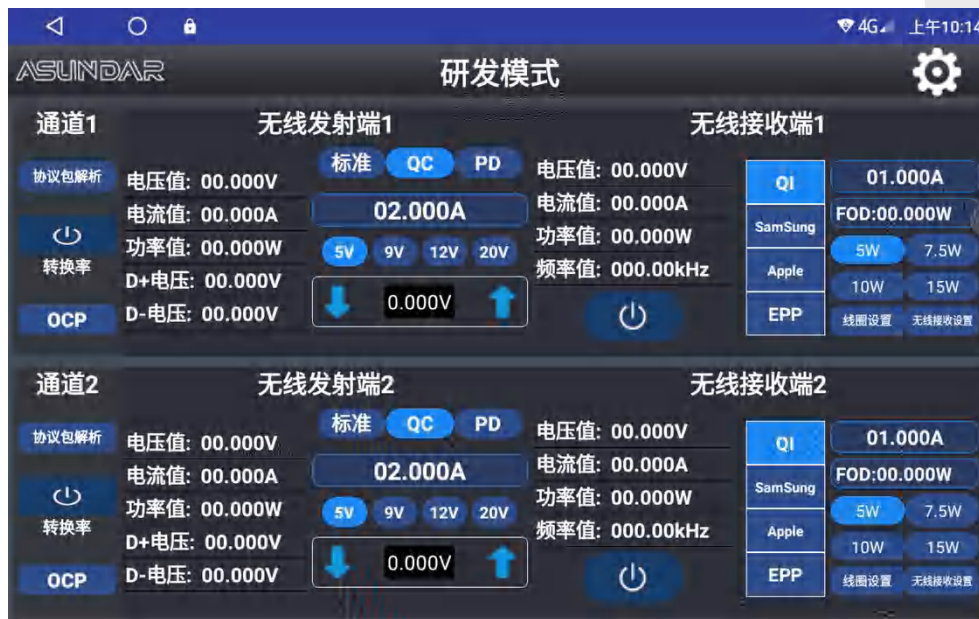 4G 上午10:14
ASUNDAR
研发模式
通道1
无线发射端1
无线接收端1
协议包解析
转换率
OCP
电压值: 00.000V
电流值: 00.000A
功率值: 00.000W
D+电压: 00.000V
D-电压: 00.000V
标准 QC PD
02.000A
5V 9V 12V 20V
0.000V
电压值: 00.000V
电流值: 00.000A
功率值: 00.000W
频率值: 000.00kHz
QI
SamSung
Apple
EPP
01.000A
FOD:00.000W
5W 7.5W
10W 15W
线圈设置 无线接收设置
通道2
无线发射端2
无线接收端2
协议包解析
转换率
OCP
电压值: 00.000V
电流值: 00.000A
功率值: 00.000W
D+电压: 00.000V
D-电压: 00.000V
标准 QC PD
02.000A
5V 9V 12V 20V
0.000V
电压值: 00.000V
电流值: 00.000A
功率值: 00.000W
频率值: 000.00kHz
QI
SamSung
Apple
EPP
01.000A
FOD:00.000W
5W 7.5W
10W 15W
线圈设置 无线接收设置